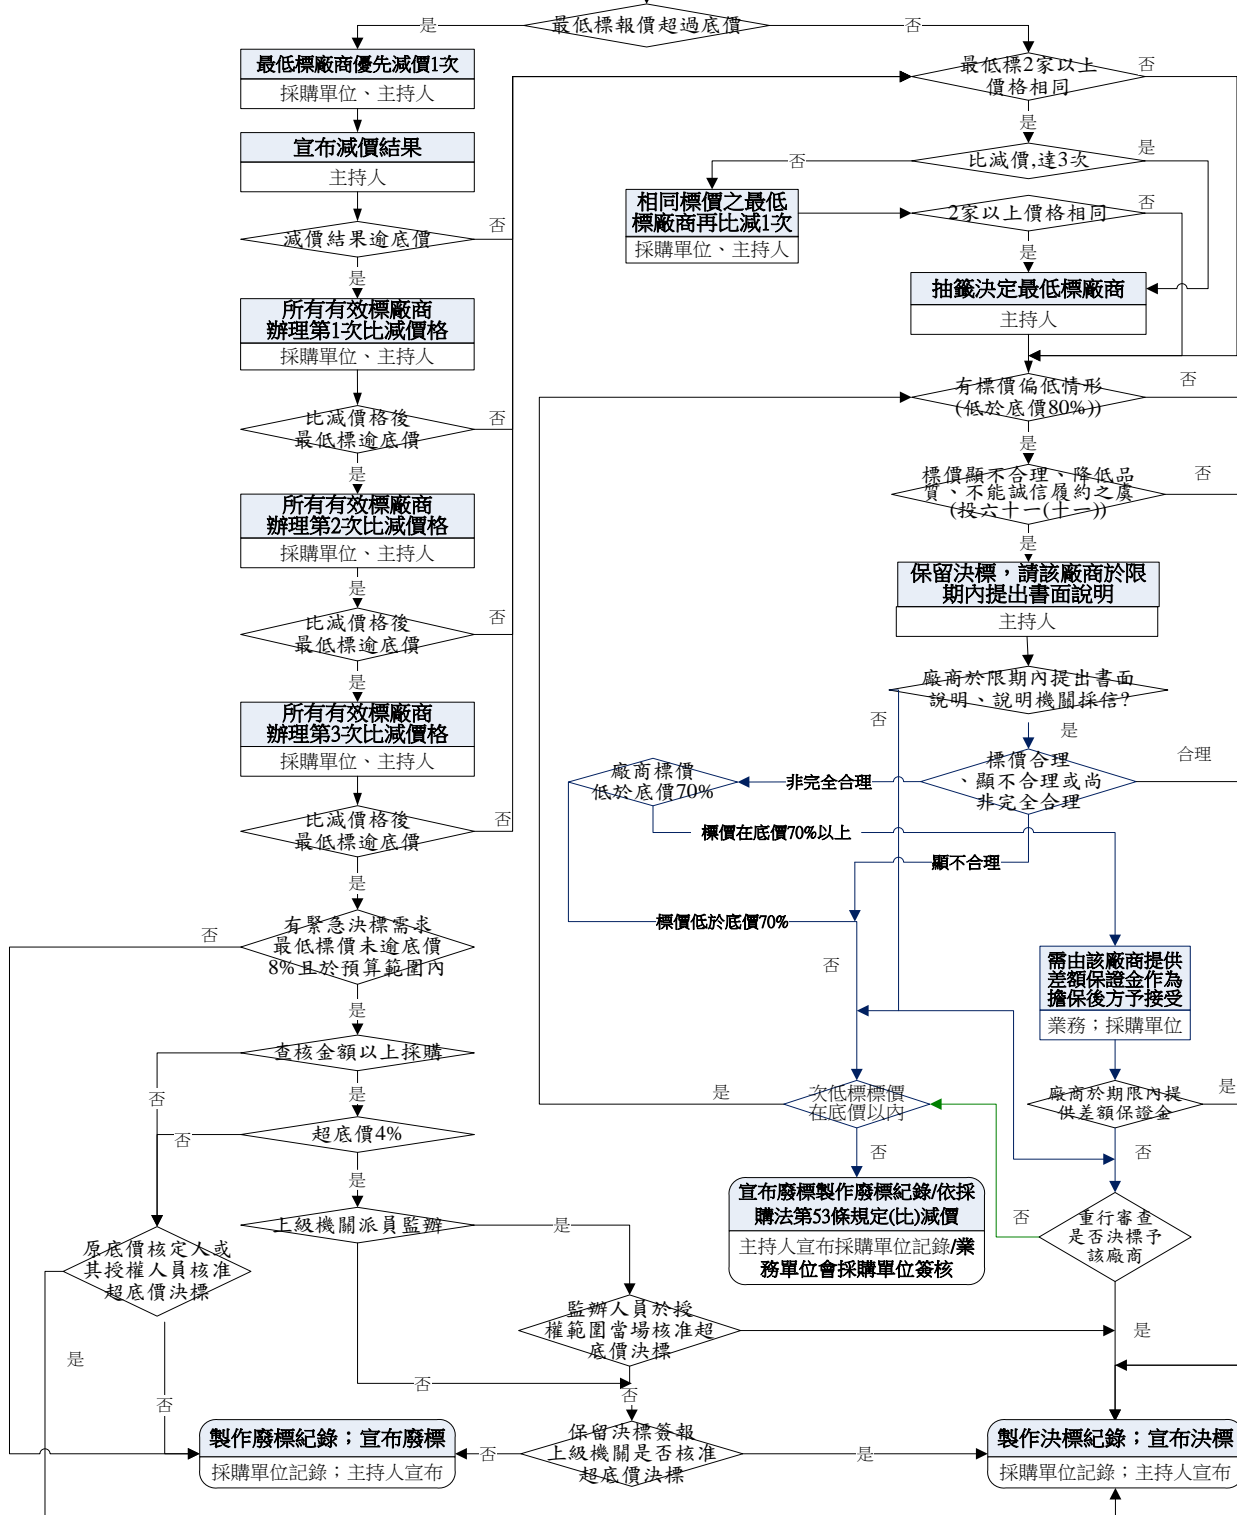 最低標報價超過底價
是
否
最低標廠商優先減價1次
採購單位、主持人
宣布減價結果
主持人
減價結果逾底價
否
是
所有有效標廠商
辦理第1次比減價格
採購單位、主持人
比減價格後
最低標逾底價
否
是
所有有效標廠商
辦理第2次比減價格
採購單位、主持人
比減價格後
最低標逾底價
否
是
所有有效標廠商
辦理第3次比減價格
採購單位、主持人
比減價格後
最低標逾底價
否
是
有緊急決標需求
最低標價未逾底價
8%且於預算範圍內
否
是
查核金額以上採購
否
是
超底價4%
否
是
上級機關派員監辦
是
否
原底價核定人或
其授權人員核准
超底價決標
是
否
監辦人員於授
權範圍當場核准超
底價決標
否
是
保留決標簽報
上級機關是否核准
超底價決標
否
是
製作廢標紀錄；宣布廢標
採購單位記錄；主持人宣布
最低標2家以上
價格相同
否
是
比減價,達3次
否
是
相同標價之最低
標廠商再比減1次
採購單位、主持人
2家以上價格相同
否
是
抽籤決定最低標廠商
主持人
有標價偏低情形
(低於底價80%))
否
是
標價顯不合理、降低品
質、不能誠信履約之虞
(投六十一(十一))
否
是
保留決標，請該廠商於限
期內提出書面說明
主持人
廠商於限期內提出書面
說明、說明機關採信?
否
是
標價合理
、顯不合理或尚
非完全合理
合理
非完全合理
顯不合理
廠商標價
低於底價70%
標價在底價70%以上
標價低於底價70%
否
需由該廠商提供
差額保證金作為
擔保後方予接受
業務；採購單位
廠商於期限內提
供差額保證金
是
否
次低標標價
在底價以內
是
否
宣布廢標製作廢標紀錄/依採
購法第53條規定(比)減價
主持人宣布採購單位記錄/業
務單位會採購單位簽核
重行審查
是否決標予
該廠商
否
是
製作決標紀錄；宣布決標
採購單位記錄；主持人宣布